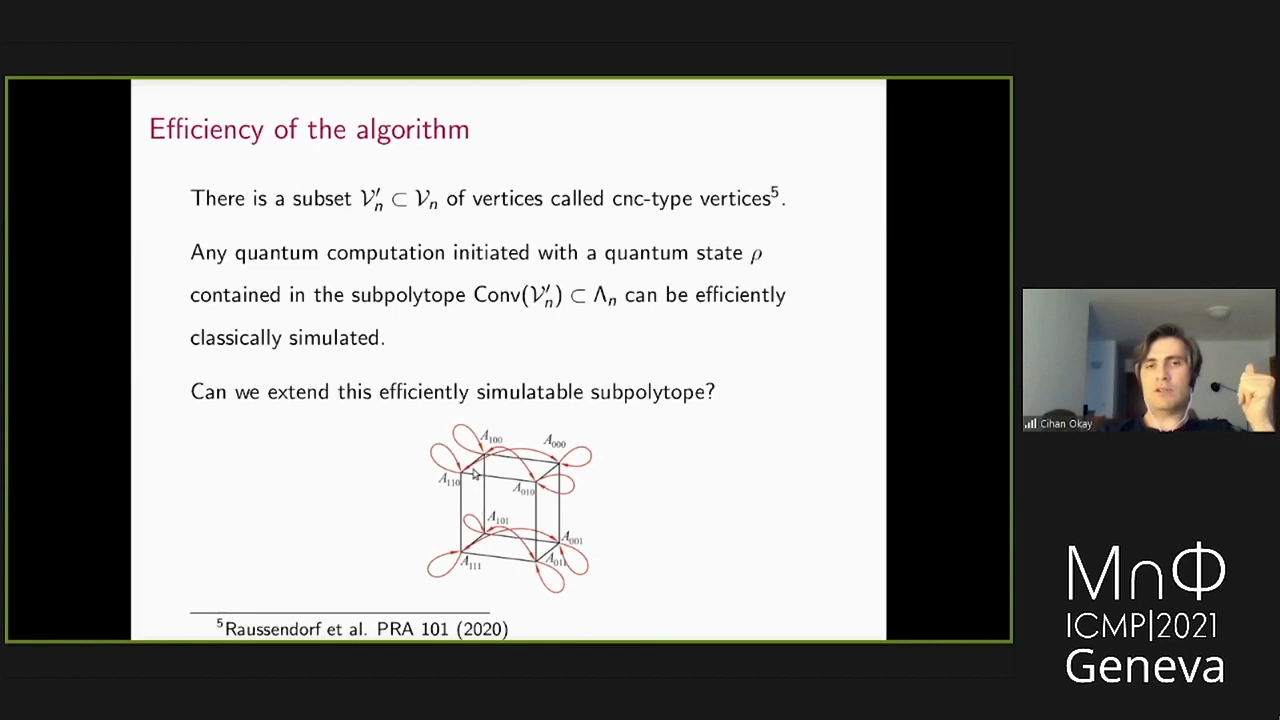 Efficiency of the algorithm
There is a subset 𝒱′ₙ ⊂ 𝒱ₙ of vertices called cnc-type vertices⁵.
Any quantum computation initiated with a quantum state ρ
contained in the subpolytope Conv(𝒱′ₙ) ⊂ Λₙ can be efficiently
classically simulated.
Can we extend this efficiently simulatable subpolytope?
A₁₀₀
A₀₀₀
A₁₁₀
A₀₁₀
A₁₀₁
A₀₀₁
A₁₁₁
A₀₁₁
⁵Raussendorf et al. PRA 101 (2020)
Cihan Okay
M∩Φ
ICMP|2021
Geneva